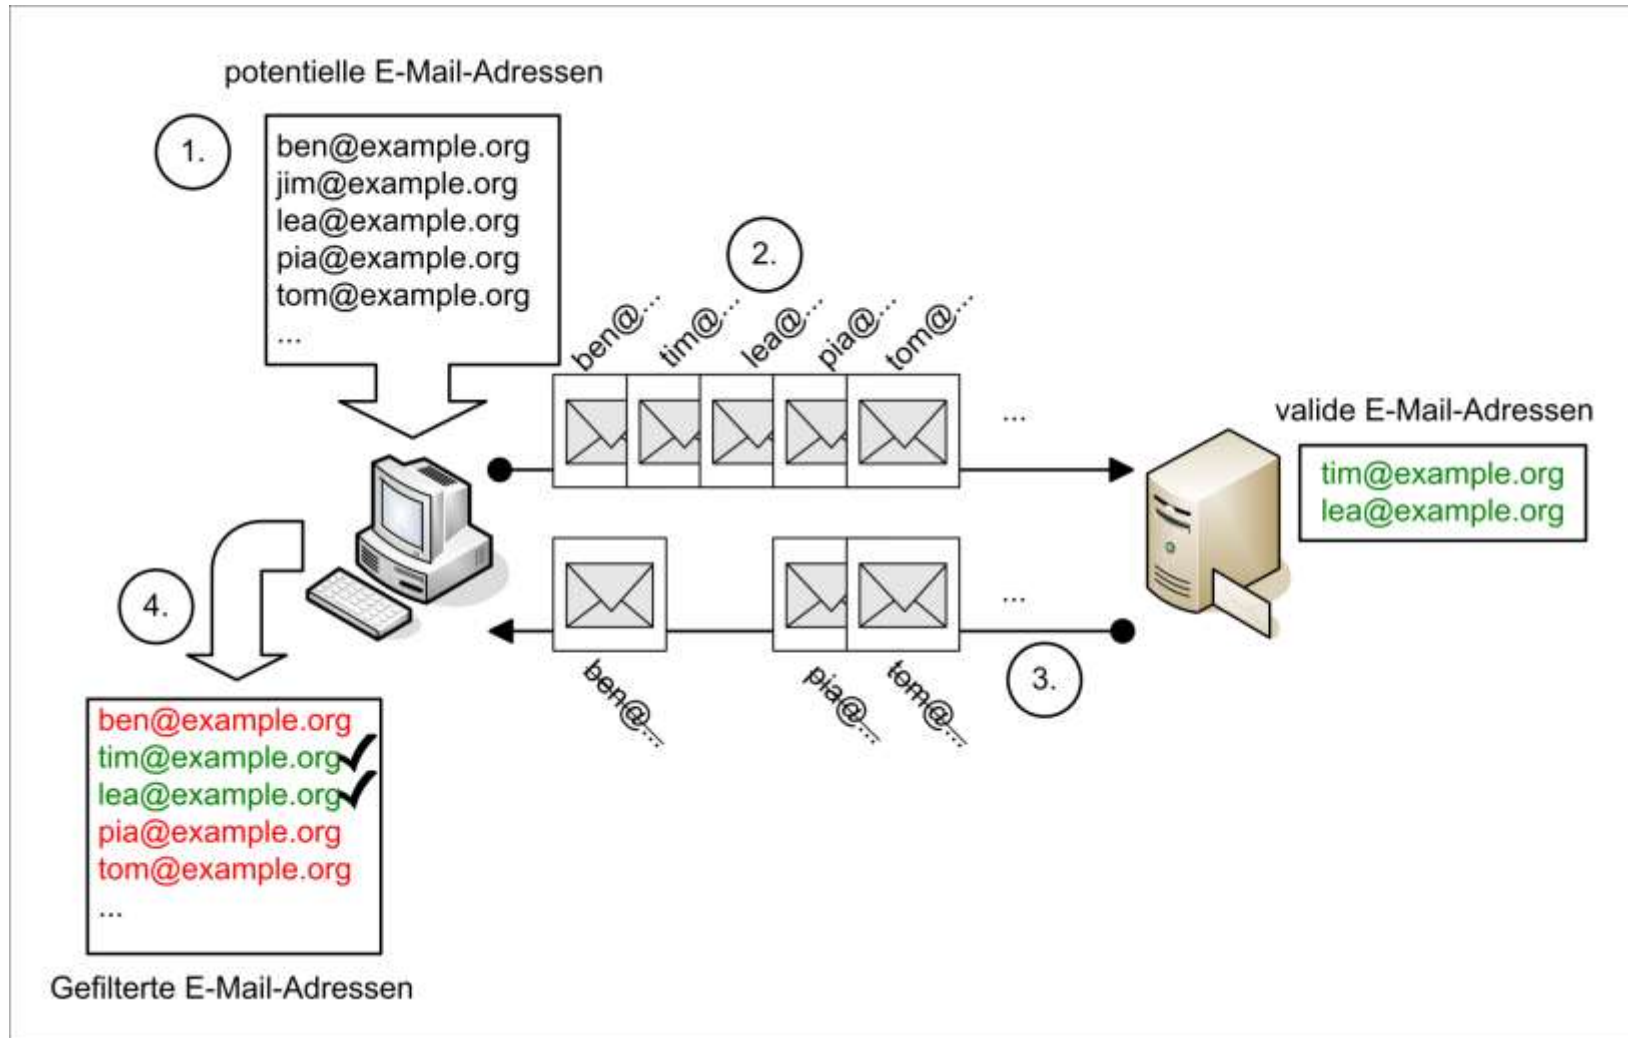 potentielle E-Mail-Adressen
1.
ben@example.org
jim@example.org
lea@example.org
pia@example.org
tom@example.org
...
2.
ben@...
tim@...
lea@...
pia@...
tom@...
...
valide E-Mail-Adressen
tim@example.org
lea@example.org
...
3.
ben@...
pia@...
tom@...
4.
ben@example.org
tim@example.org
lea@example.org
pia@example.org
tom@example.org
...
Gefilterte E-Mail-Adressen